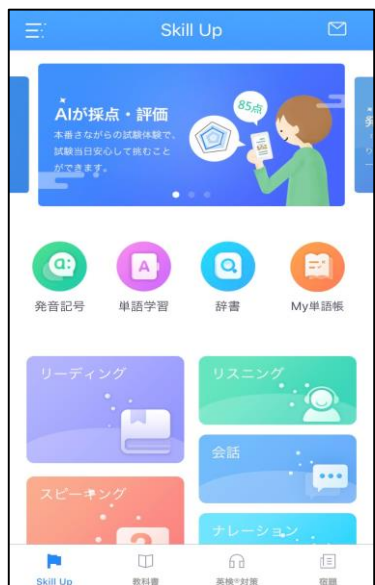 Skill Up
AIが採点・評価
本番さながらの試験体験で、
試験当日安心して挑むこと
ができます。
85点
発音記号
単語学習
辞書
My単語帳
リーディング
リスニング
会話
スピーキング
ナレーション
Skill Up
教科書
英検®対策
宿題